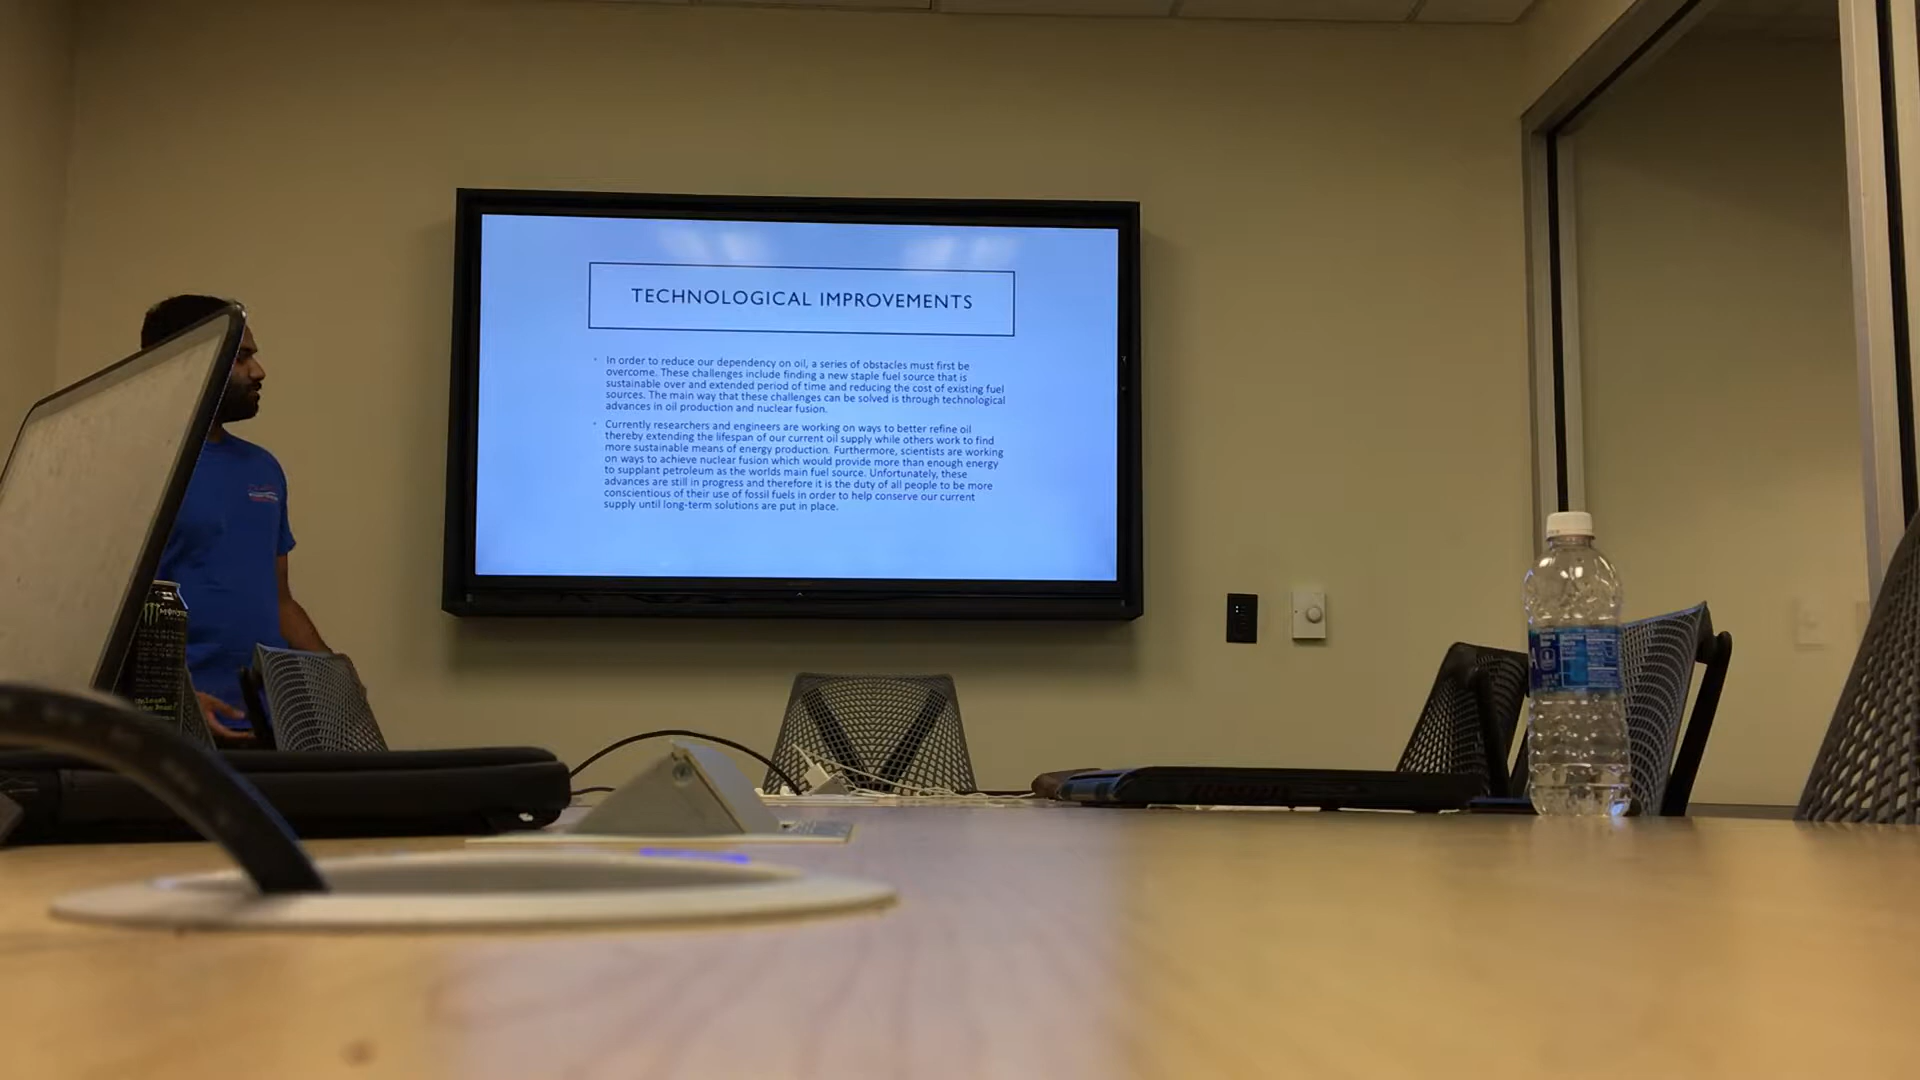 TECHNOLOGICAL IMPROVEMENTS
In order to reduce our dependency on oil, a series of obstacles must first be
overcome. These challenges include finding a new staple fuel source that is
sustainable over and extended period of time and reducing the cost of existing fuel
sources. The main way that these challenges can be solved is through technological
advances in oil production and nuclear fusion.
Currently researchers and engineers are working on ways to better refine oil
thereby extending the lifespan of our current oil supply while others work to find
more sustainable means of energy production. Furthermore, scientists are working
on ways to achieve nuclear fusion which would provide more than enough energy
to supplant petroleum as the worlds main fuel source. Unfortunately, these
advances are still in progress and therefore it is the duty of all people to be more
conscientious of their use of fossil fuels in order to help conserve our current
supply until long-term solutions are put in place.